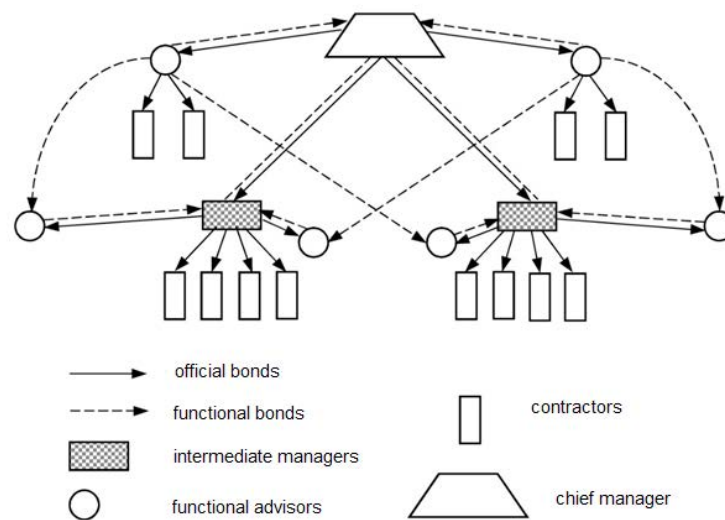 official bonds
functional bonds
intermediate managers
functional advisors
contractors
chief manager